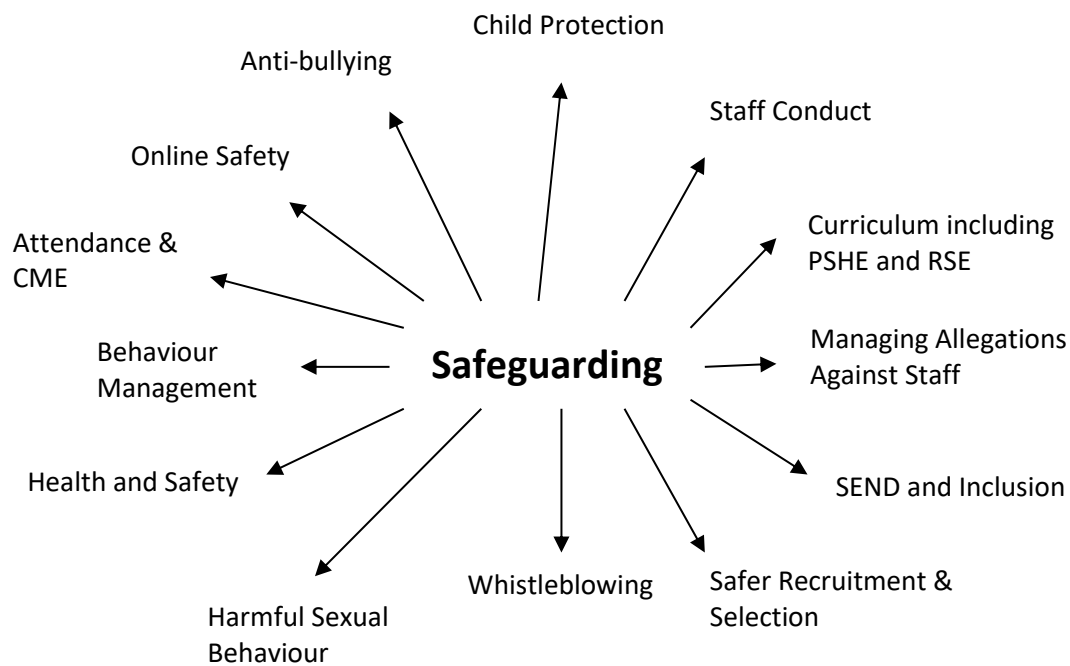 Child Protection
Anti-bullying
Staff Conduct
Online Safety
Curriculum including
PSHE and RSE
Attendance &
CME
Managing Allegations
Against Staff
Behaviour
Management
Safeguarding
Health and Safety
SEND and Inclusion
Whistleblowing
Safer Recruitment &
Selection
Harmful Sexual
Behaviour